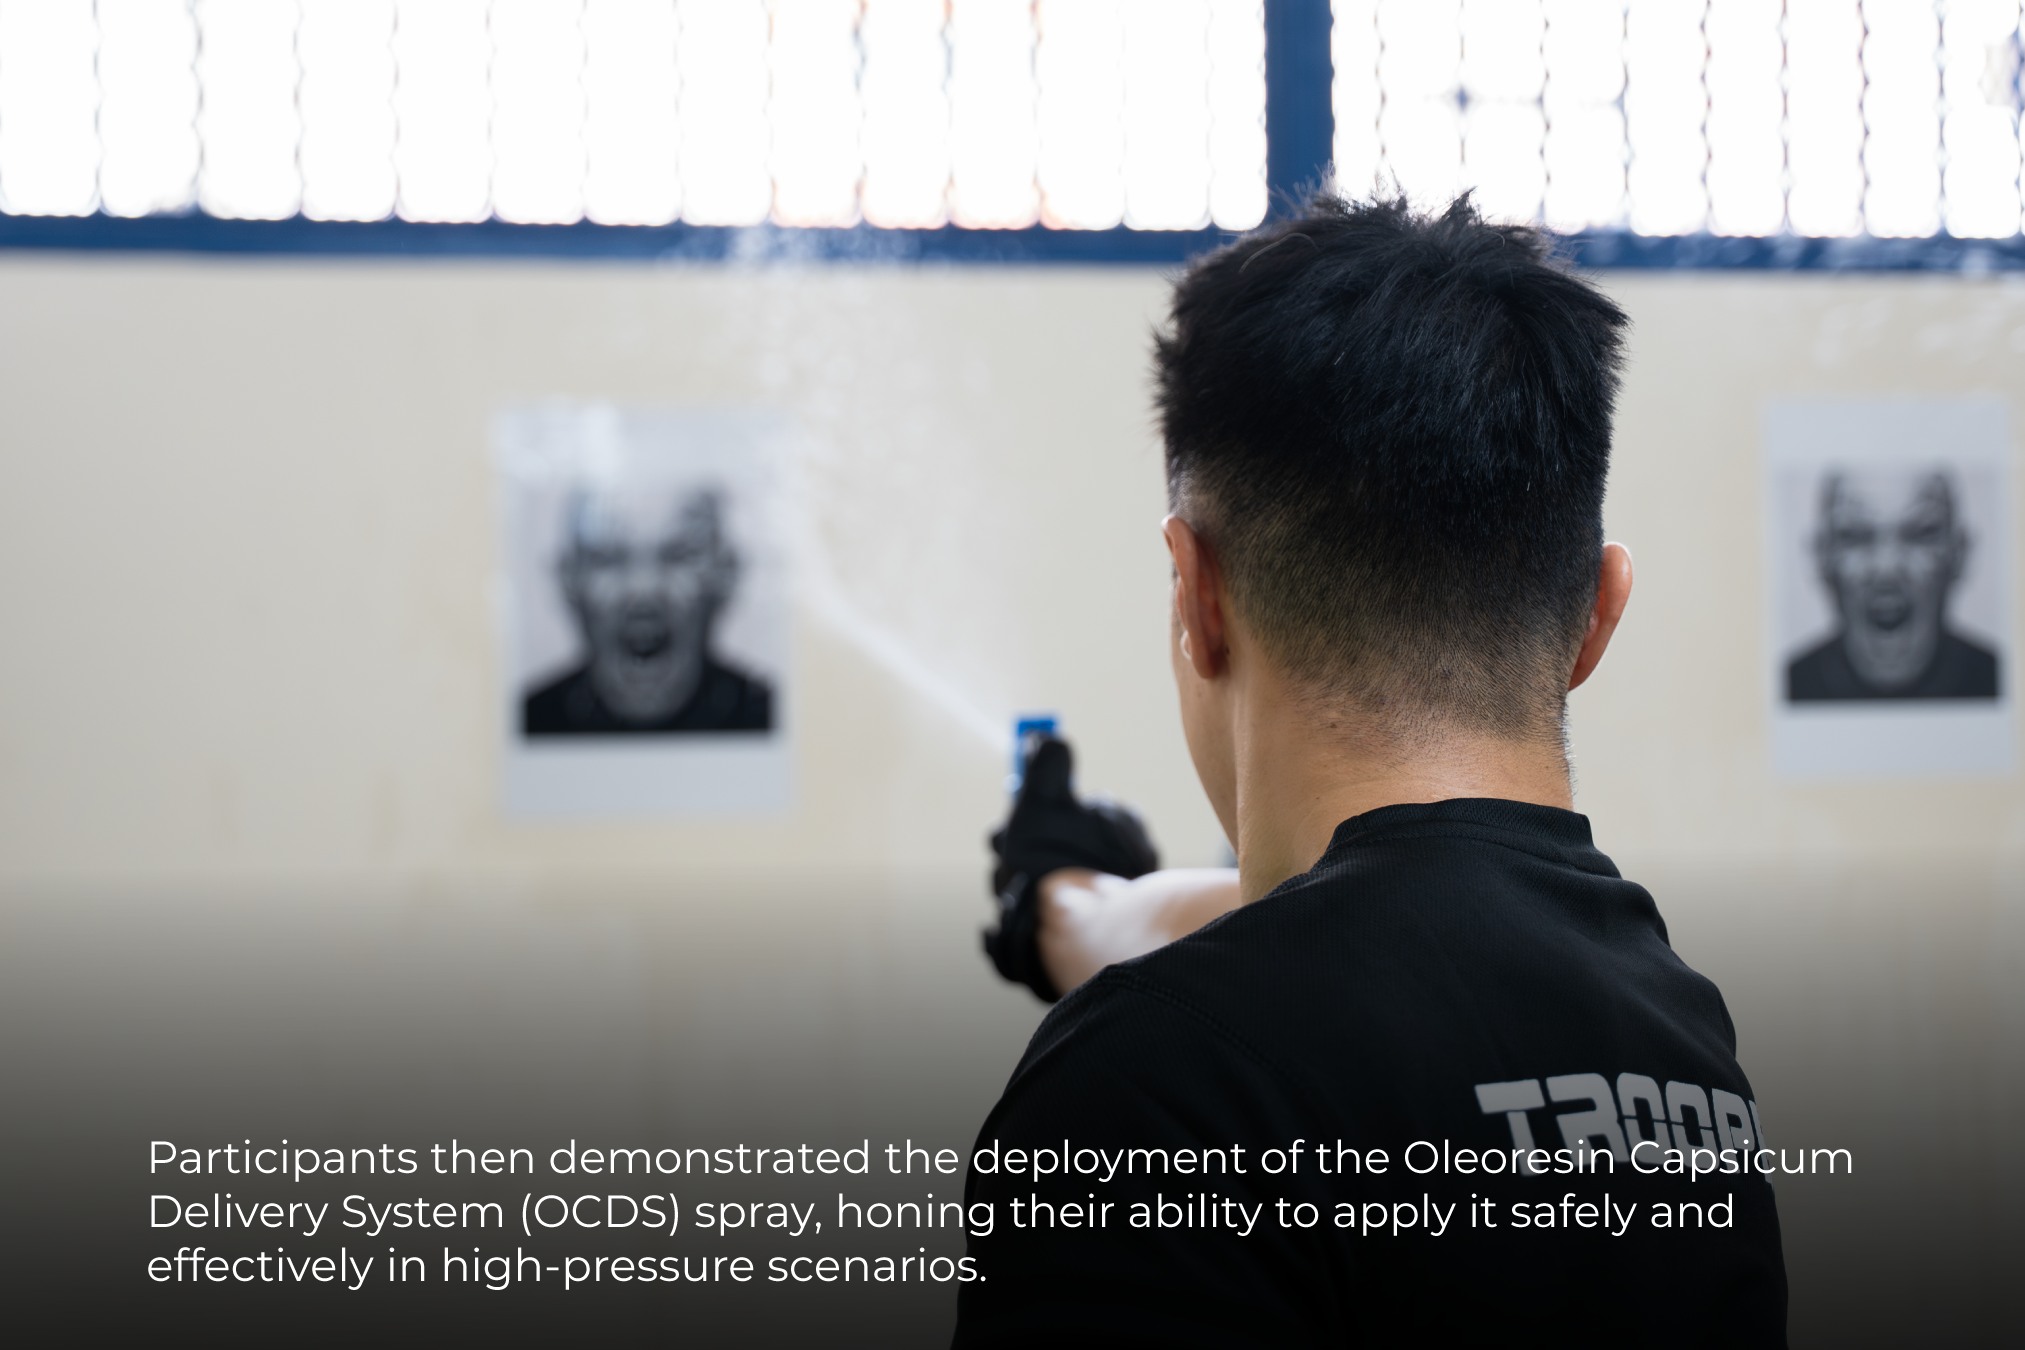 TROOP
Participants then demonstrated the deployment of the Oleoresin Capsicum
Delivery System (OCDS) spray, honing their ability to apply it safely and
effectively in high-pressure scenarios.